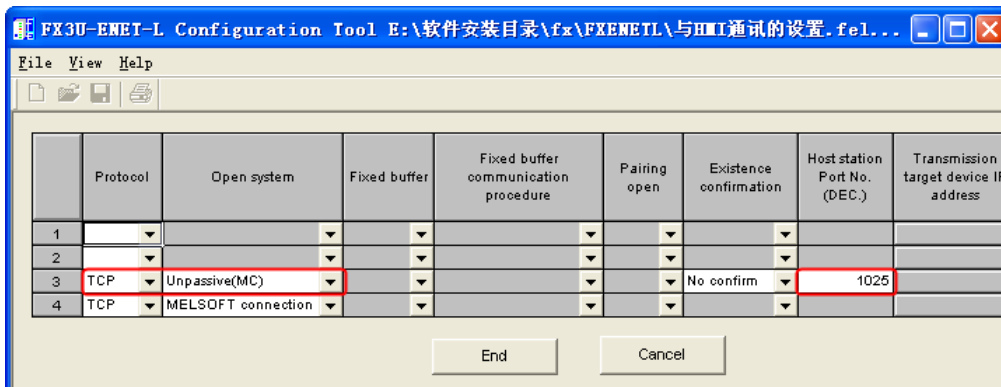 FX3U-ENET-L Configuration Tool E:\软件安装目录\fx\FXENETL\与HMI通讯的设置.fel...
File View Help
Protocol Open system Fixed buffer Fixed buffer communication procedure Pairing open Existence confirmation Host station Port No. (DEC.) Transmission target device IP address
1
2
3 TCP Unpassive(MC) No confirm 1025
4 TCP MELSOFT connection
End Cancel